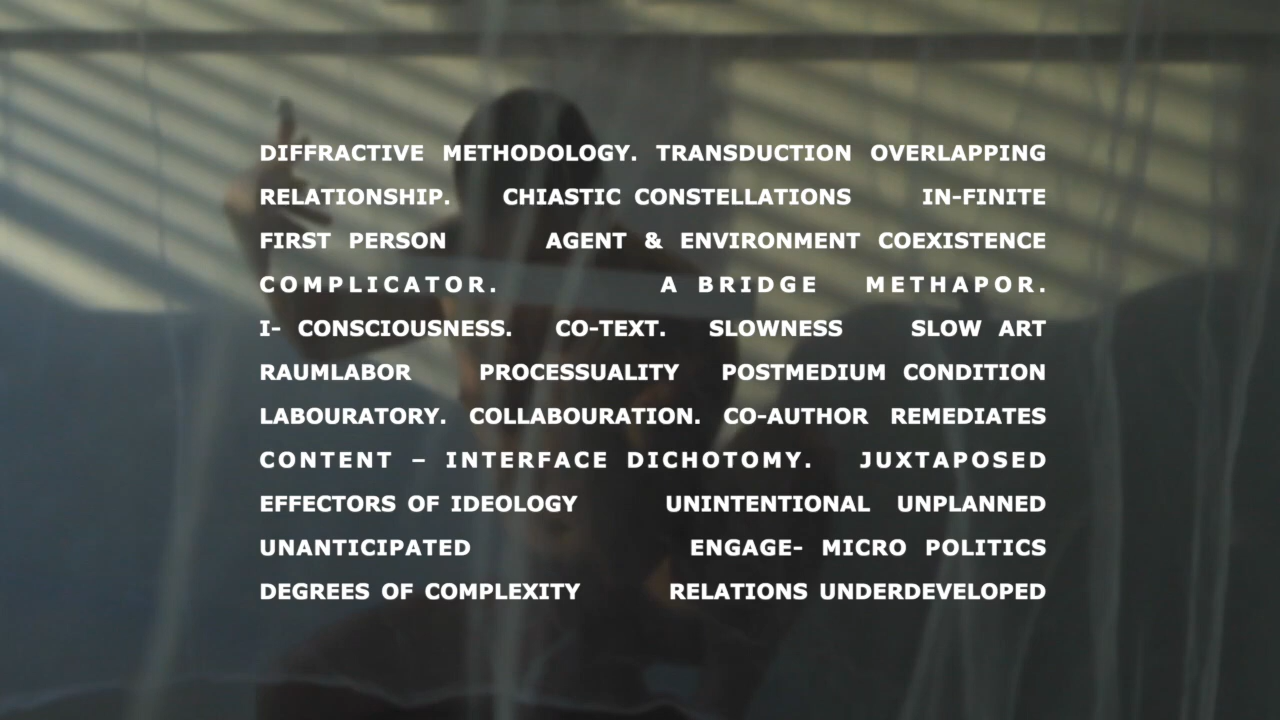 DIFFRACTIVE METHODOLOGY. TRANSDUCTION OVERLAPPING
RELATIONSHIP. CHIASTIC CONSTELLATIONS IN-FINITE
FIRST PERSON AGENT & ENVIRONMENT COEXISTENCE
COMPLICATOR. A BRIDGE METHAPOR.
I- CONSCIOUSNESS. CO-TEXT. SLOWNESS SLOW ART
RAUMLABOR PROCESSUALITY POSTMEDIUM CONDITION
LABOURATORY. COLLABOURATION. CO-AUTHOR REMEDIATES
CONTENT – INTERFACE DICHOTOMY. JUXTAPOSED
EFFECTORS OF IDEOLOGY UNINTENTIONAL UNPLANNED
UNANTICIPATED ENGAGE- MICRO POLITICS
DEGREES OF COMPLEXITY RELATIONS UNDERDEVELOPED